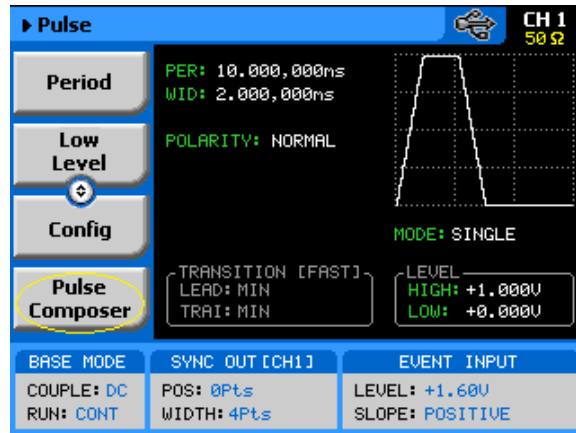 Pulse
CH 1
50 Ω
Period
Low
Level
Config
Pulse
Composer
PER: 10.000,000ms
WID: 2.000,000ms
POLARITY: NORMAL
MODE: SINGLE
TRANSITION [FAST]
LEAD: MIN
TRAI: MIN
LEVEL
HIGH: +1.000V
LOW: +0.000V
BASE MODE
COUPLE: DC
RUN: CONT
SYNC OUT [CH1]
POS: 0Pts
WIDTH: 4Pts
EVENT INPUT
LEVEL: +1.60V
SLOPE: POSITIVE